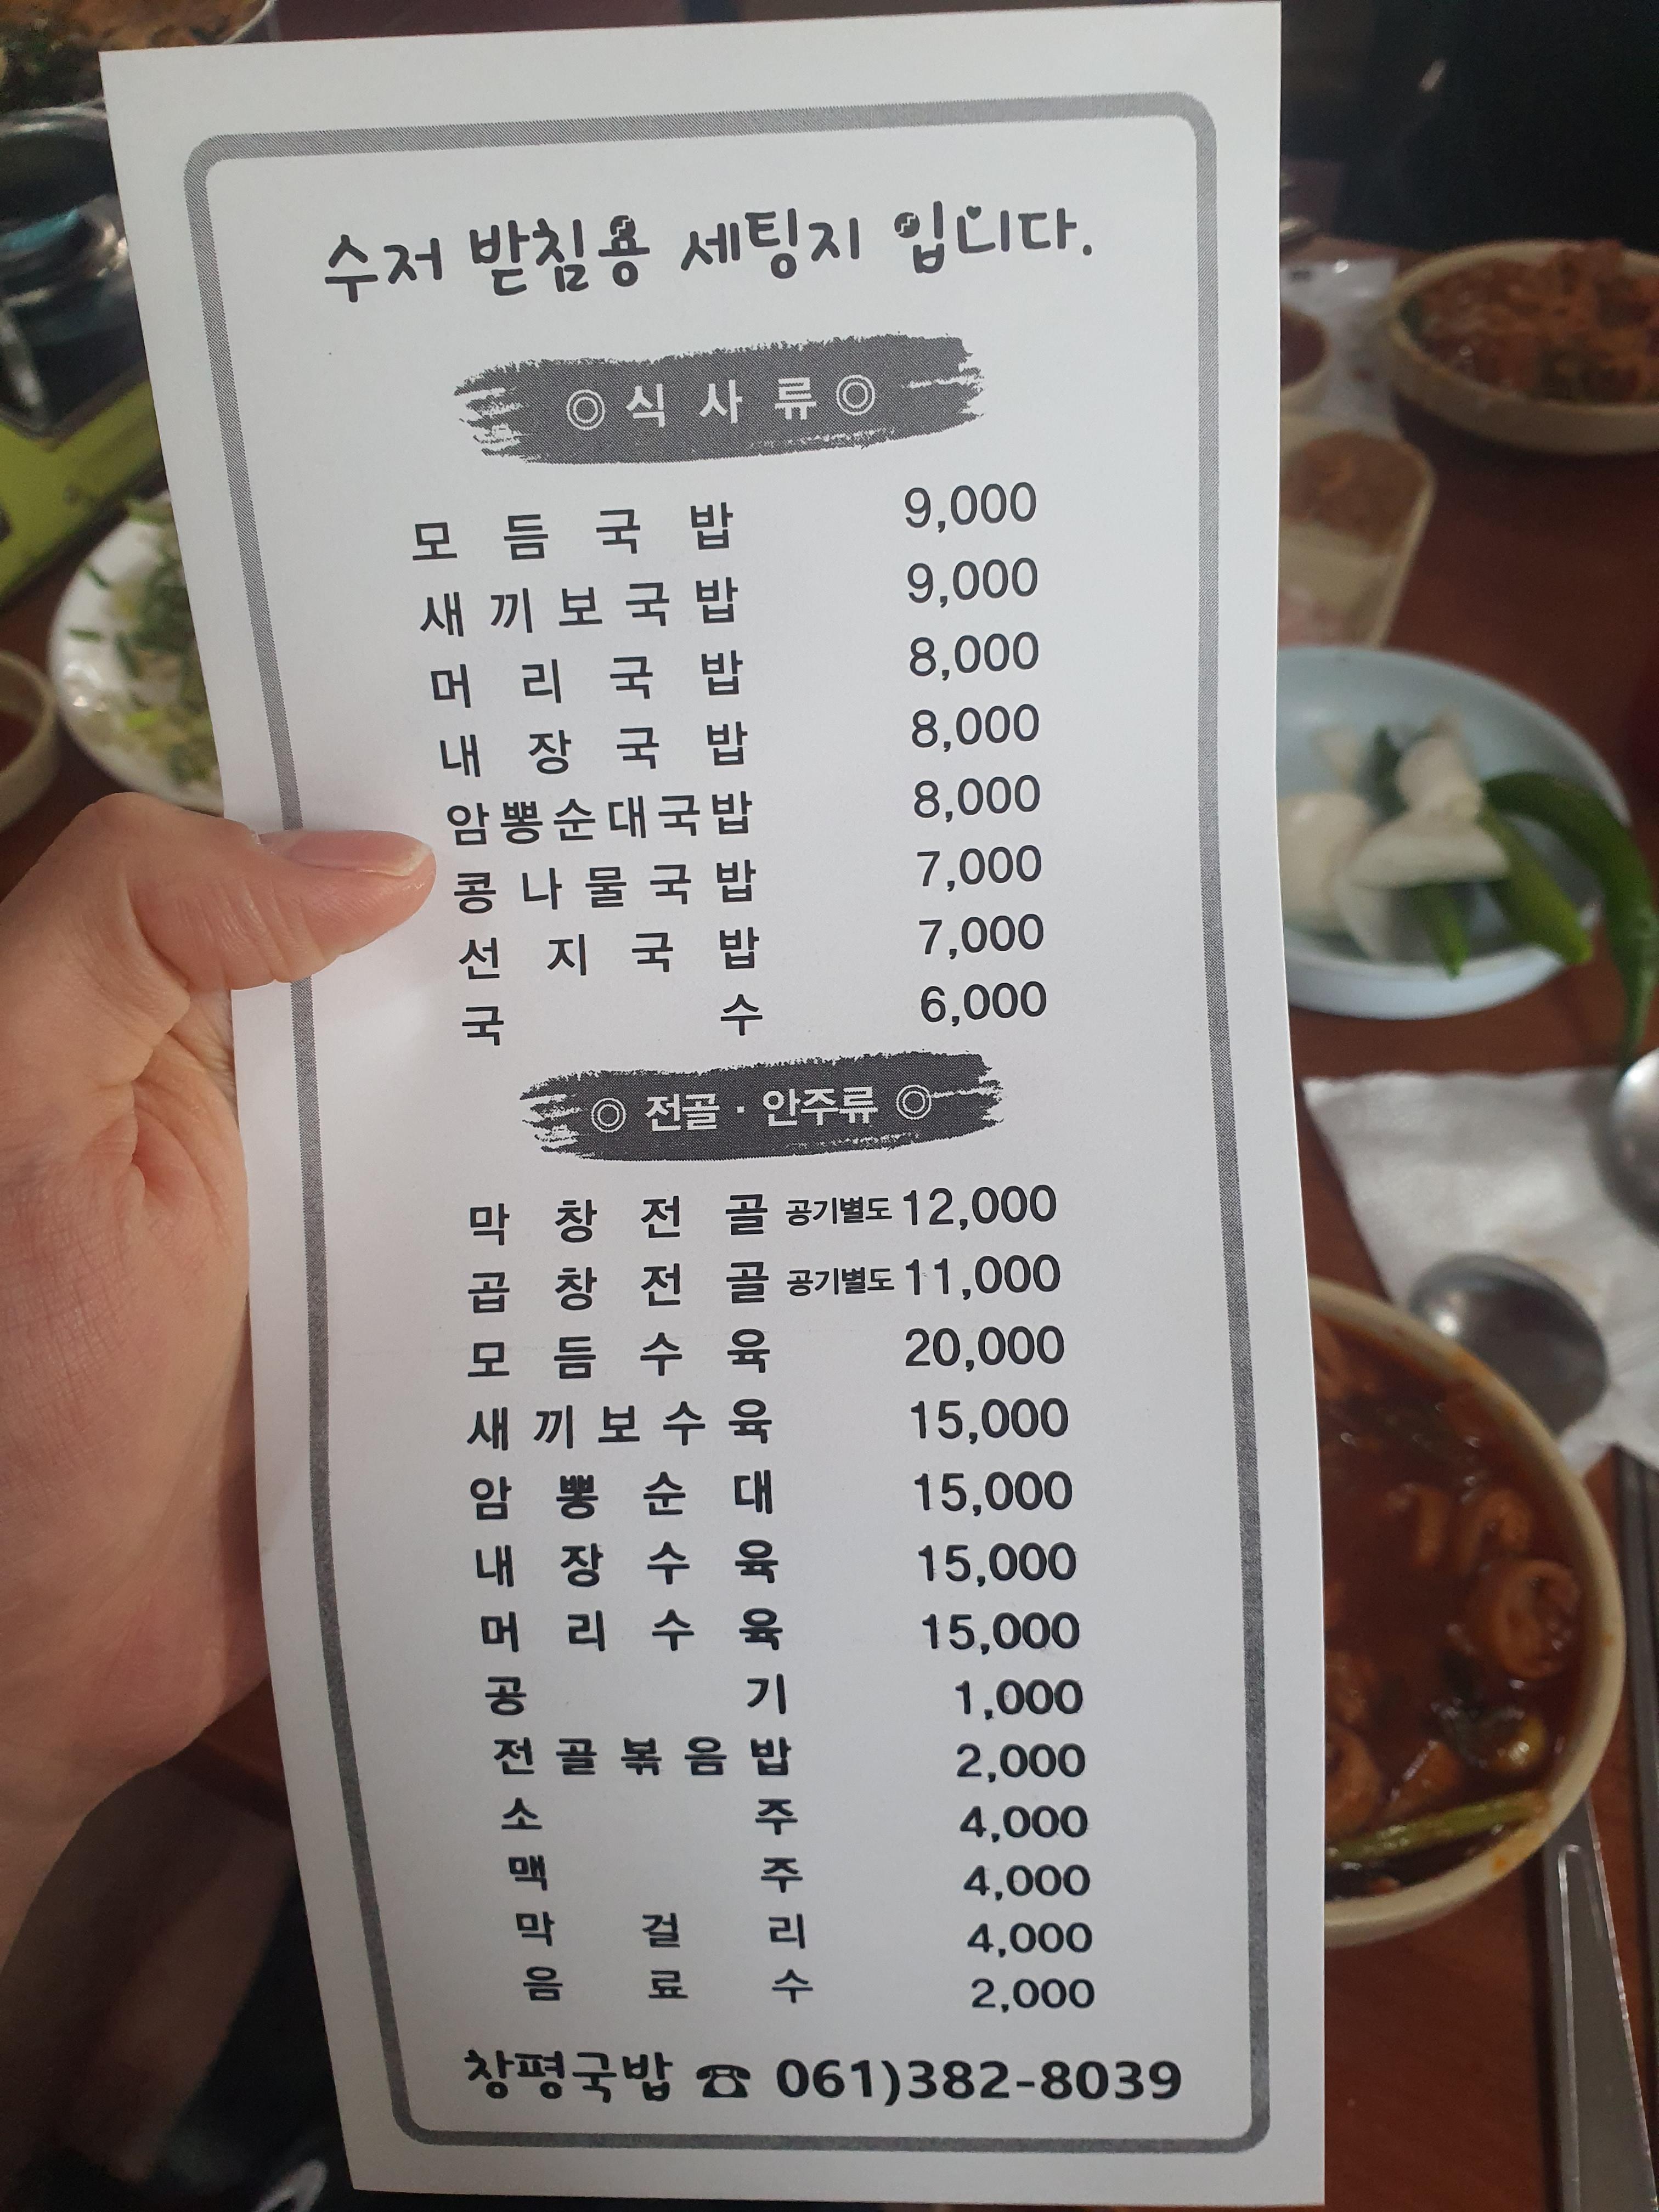 수저 받침용 세팅지 입니다.
◎ 식 사 류 ◎
모 듬 국 밥 9,000
새 끼 보 국 밥 9,000
머 리 국 밥 8,000
내 장 국 밥 8,000
암뽕순대국밥 8,000
콩 나 물 국 밥 7,000
선 지 국 밥 7,000
국 수 6,000
◎ 전골 · 안주류 ◎
막 창 전 골 공기별도 12,000
곱 창 전 골 공기별도 11,000
모 듬 수 육 20,000
새 끼 보 수 육 15,000
암 뽕 순 대 15,000
내 장 수 육 15,000
머 리 수 육 15,000
공 기 1,000
전 골 볶 음 밥 2,000
소 주 4,000
맥 주 4,000
막 걸 리 4,000
음 료 수 2,000
창평국밥 ☎ 061)382-8039